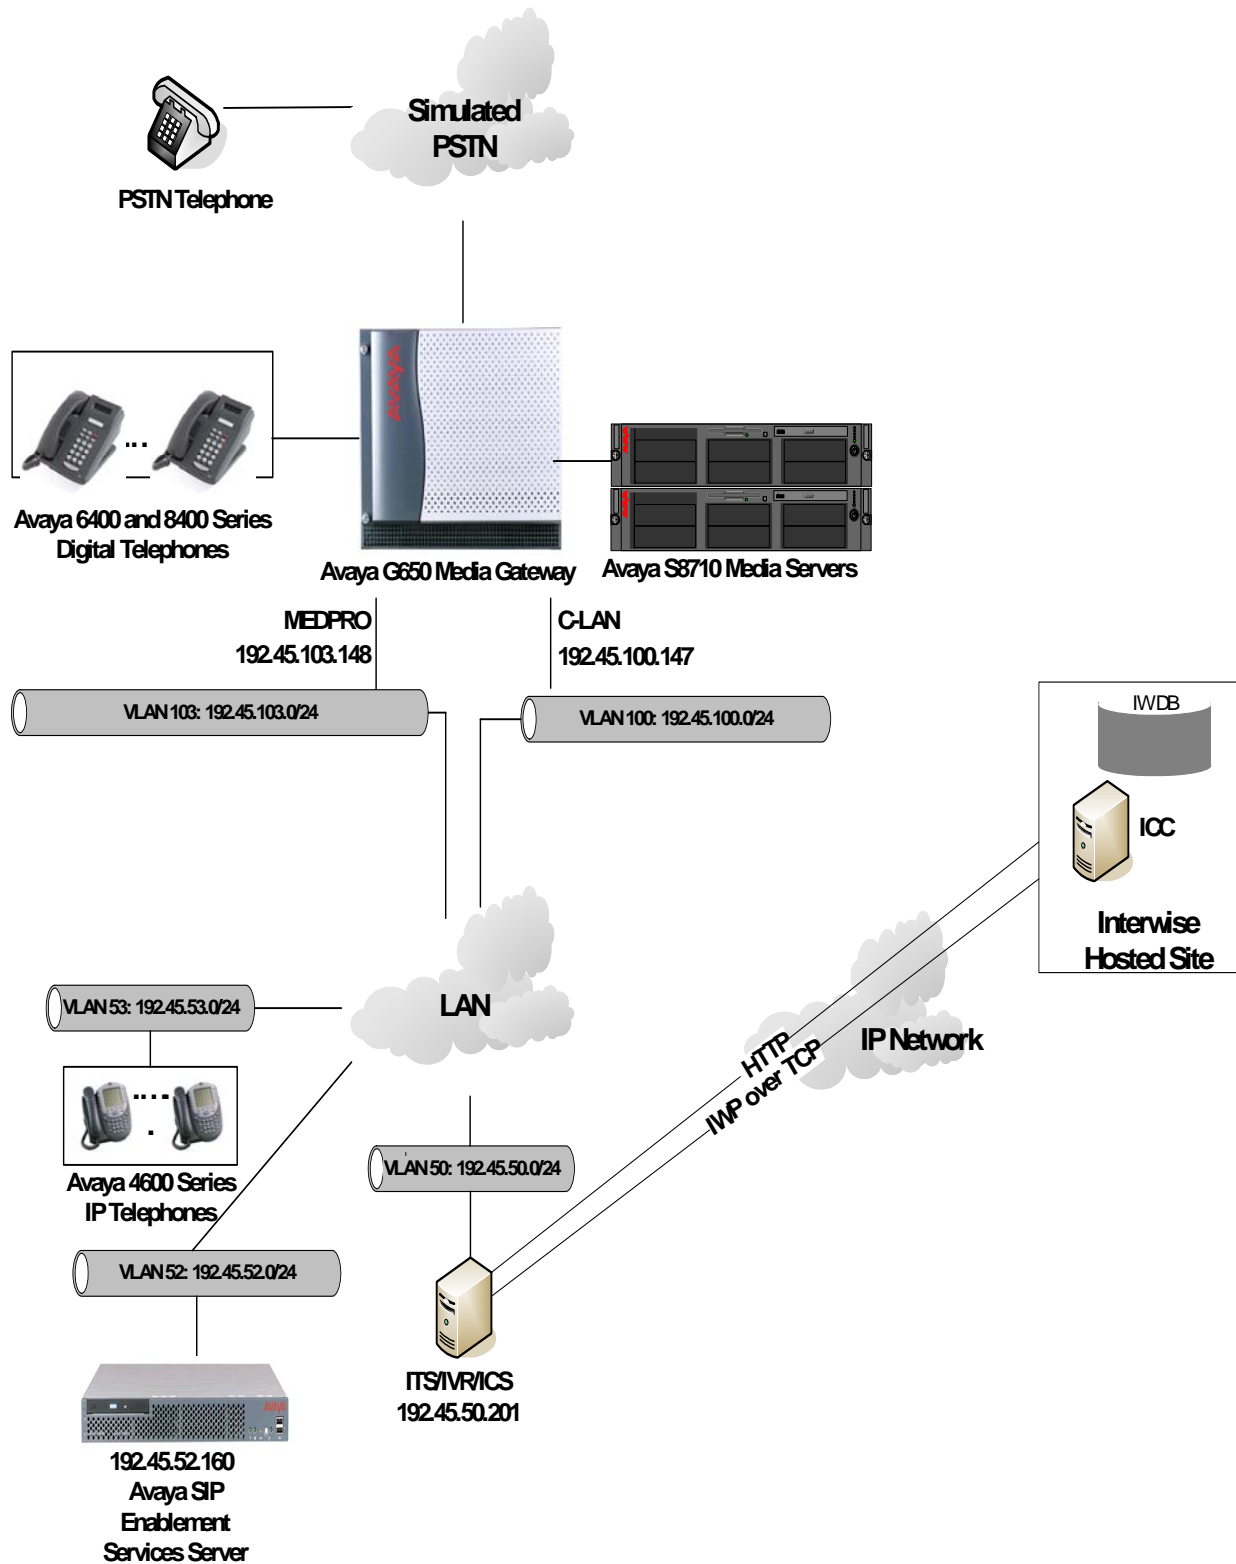 Simulated
PSTN
PSTN Telephone
AVAYA
AVAYA
AVAYA
Avaya 6400 and 8400 Series
Digital Telephones
Avaya G650 Media Gateway
Avaya S8710 Media Servers
MEDPRO
192.45.103.148
C-LAN
192.45.100.147
VLAN 103: 192.45.103.0/24
VLAN 100: 192.45.100.0/24
IWDB
ICC
Interwise
Hosted Site
LAN
VLAN 53: 192.45.53.0/24
IP Network
HTTP
IWP over TCP
Avaya 4600 Series
IP Telephones
VLAN 50: 192.45.50.0/24
VLAN 52: 192.45.52.0/24
ITS/IVR/ICS
192.45.50.201
AVAYA
192.45.52.160
Avaya SIP
Enablement
Services Server